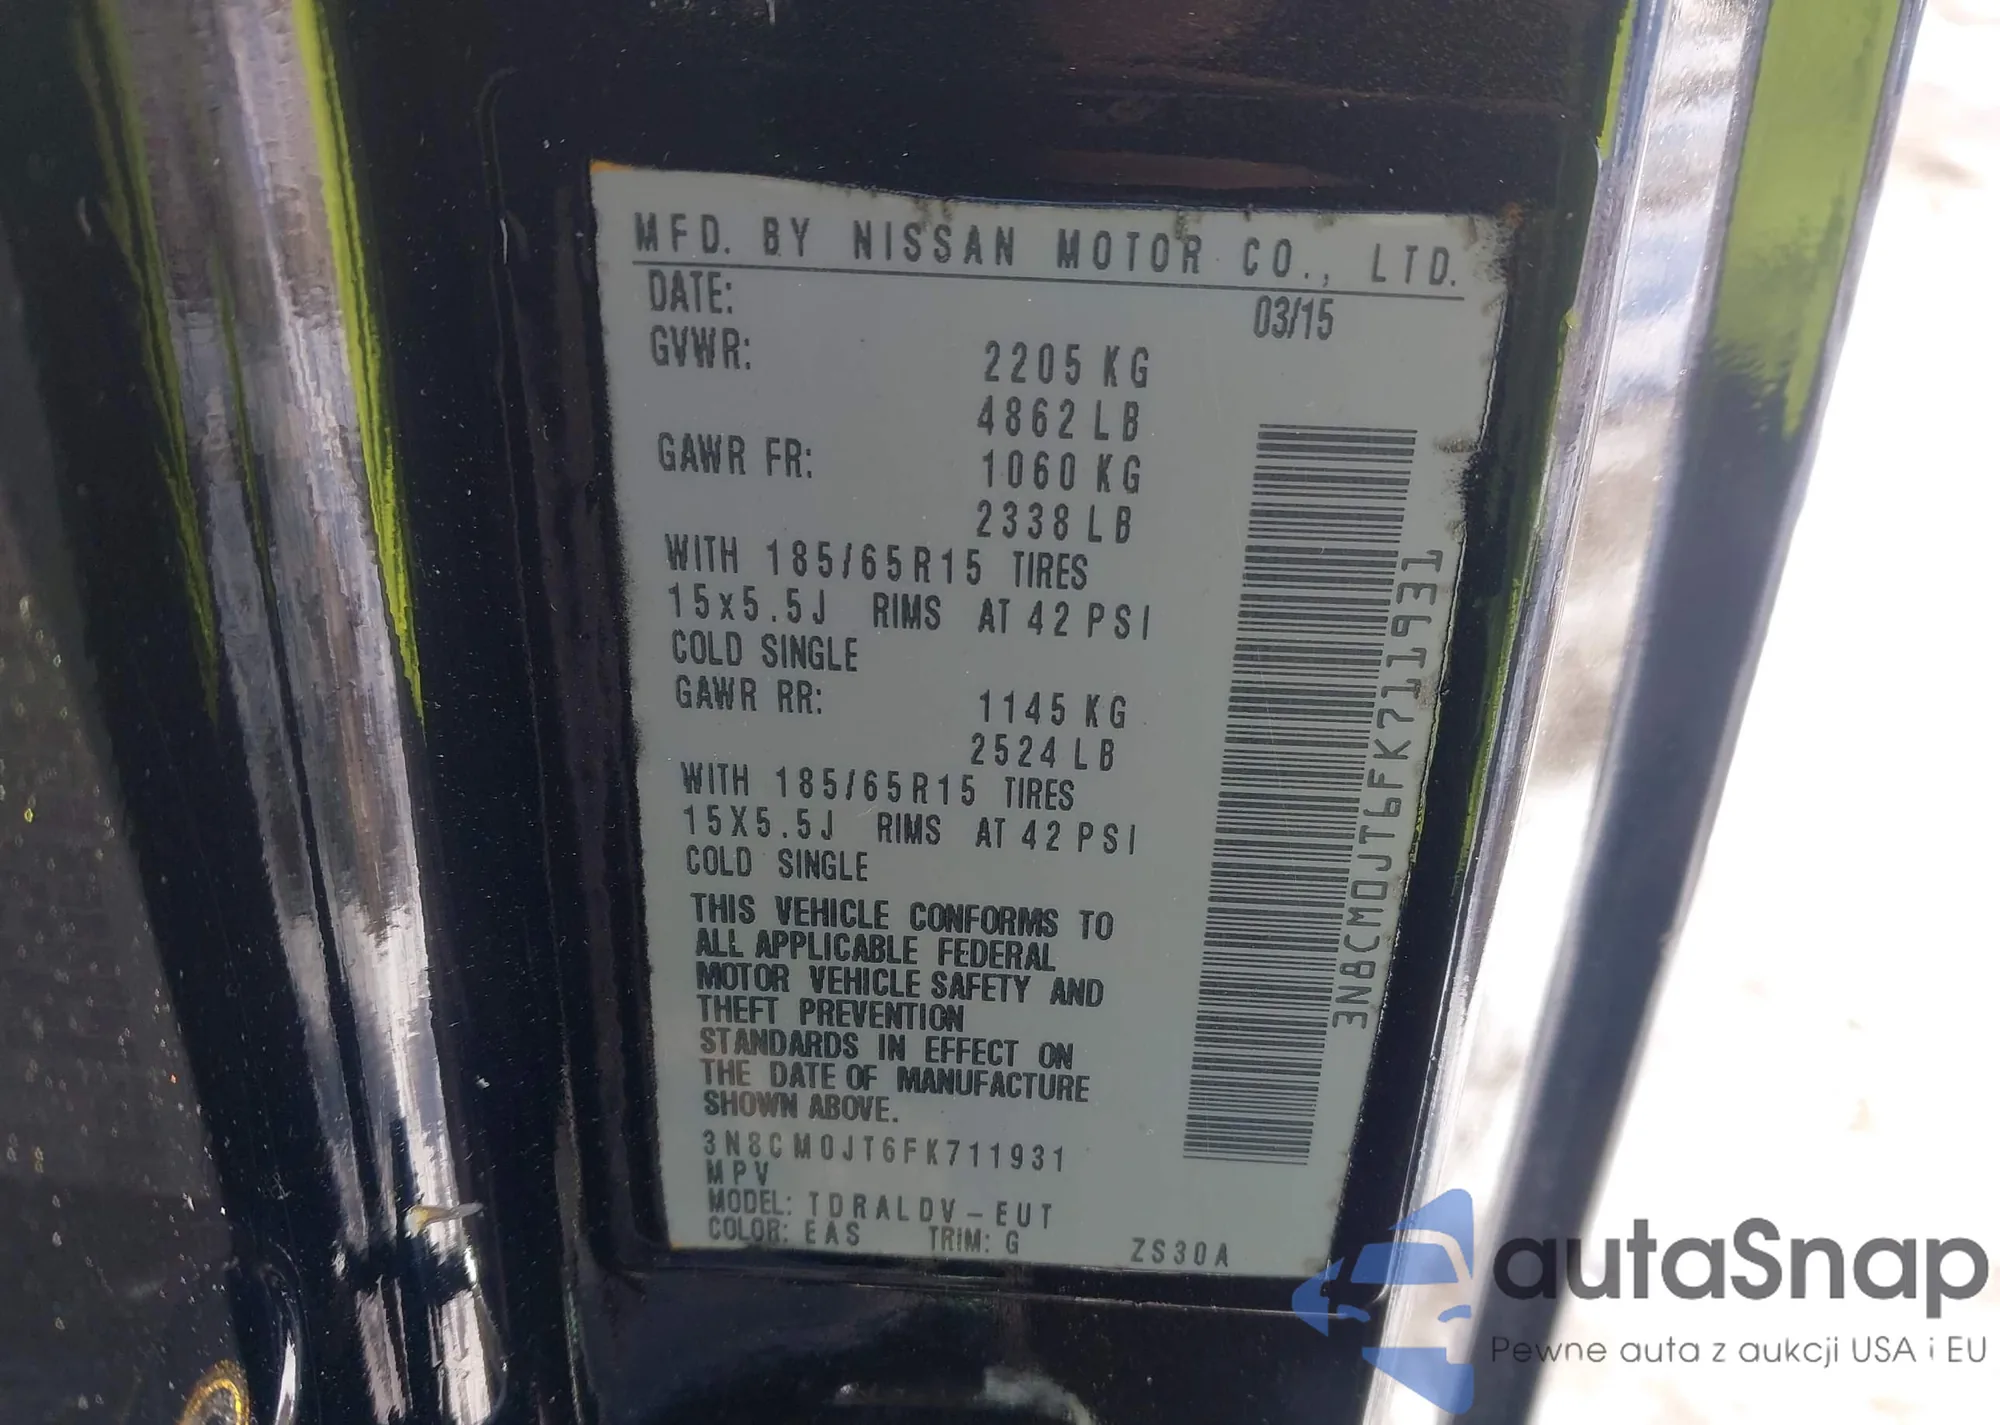 MFD. BY NISSAN MOTOR CO., LTD.
DATE: 03/15
GVWR: 2205 KG
4862 LB
GAWR FR: 1060 KG
2338 LB
WITH 185/65R15 TIRES
15x5.5J RIMS AT 42 PSI
COLD SINGLE
GAWR RR: 1145 KG
2524 LB
WITH 185/65R15 TIRES
15X5.5J RIMS AT 42 PSI
COLD SINGLE
THIS VEHICLE CONFORMS TO
ALL APPLICABLE FEDERAL
MOTOR VEHICLE SAFETY AND
THEFT PREVENTION
STANDARDS IN EFFECT ON
THE DATE OF MANUFACTURE
SHOWN ABOVE.
3N8CM0JT6FK711931
MPV
MODEL: TDRALDV-EUT
COLOR: EAS TRIM: G ZS30A
3N8CM0JT6FK711931
autaSnap
Pewne auta z aukcji USA i EU